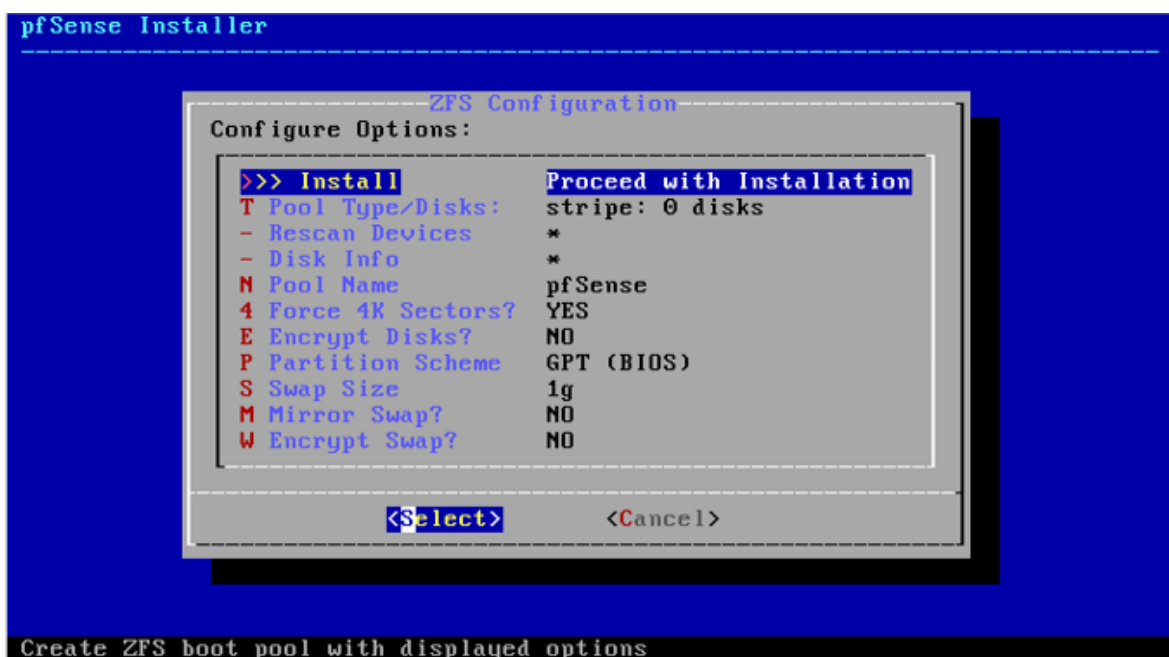 pfSense Installer
ZFS Configuration
Configure Options:
>>> Install Proceed with Installation
T Pool Type/Disks: stripe: 0 disks
- Rescan Devices *
- Disk Info *
N Pool Name pfSense
4 Force 4K Sectors? YES
E Encrypt Disks? NO
P Partition Scheme GPT (BIOS)
S Swap Size 1g
M Mirror Swap? NO
W Encrypt Swap? NO
<Select> <Cancel>
Create ZFS boot pool with displayed options